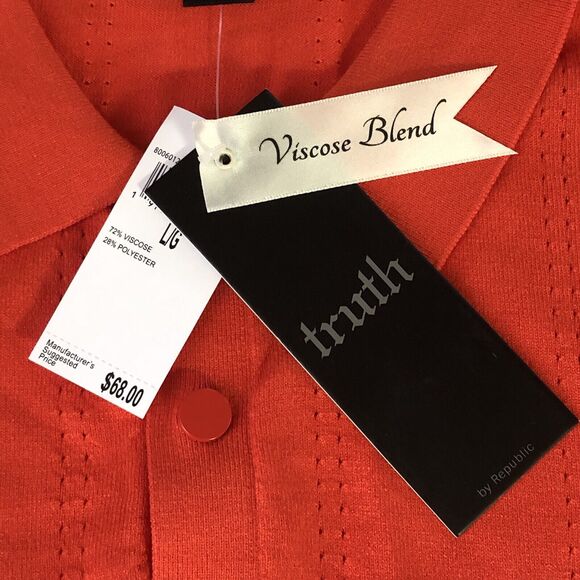 Viscose Blend
L/G
72% VISCOSE
28% POLYESTER
Manufacturer's
Suggested
Price
$68.00
truth
by Republic